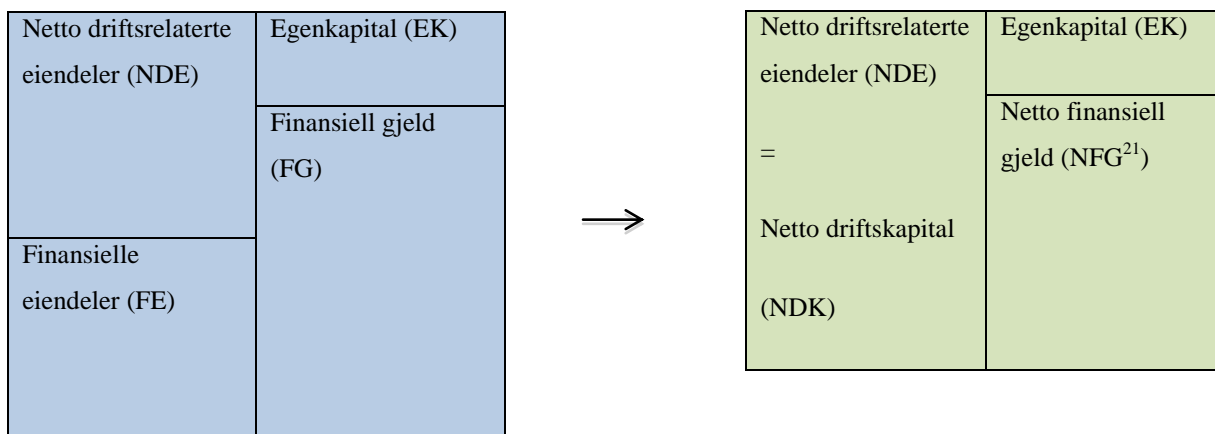 Netto driftsrelaterte
eiendeler (NDE)
Finansielle
eiendeler (FE)
Egenkapital (EK)
Finansiell gjeld
(FG)
Netto driftsrelaterte
eiendeler (NDE)
=
Netto driftskapital
(NDK)
Egenkapital (EK)
Netto finansiell
gjeld (NFG21)